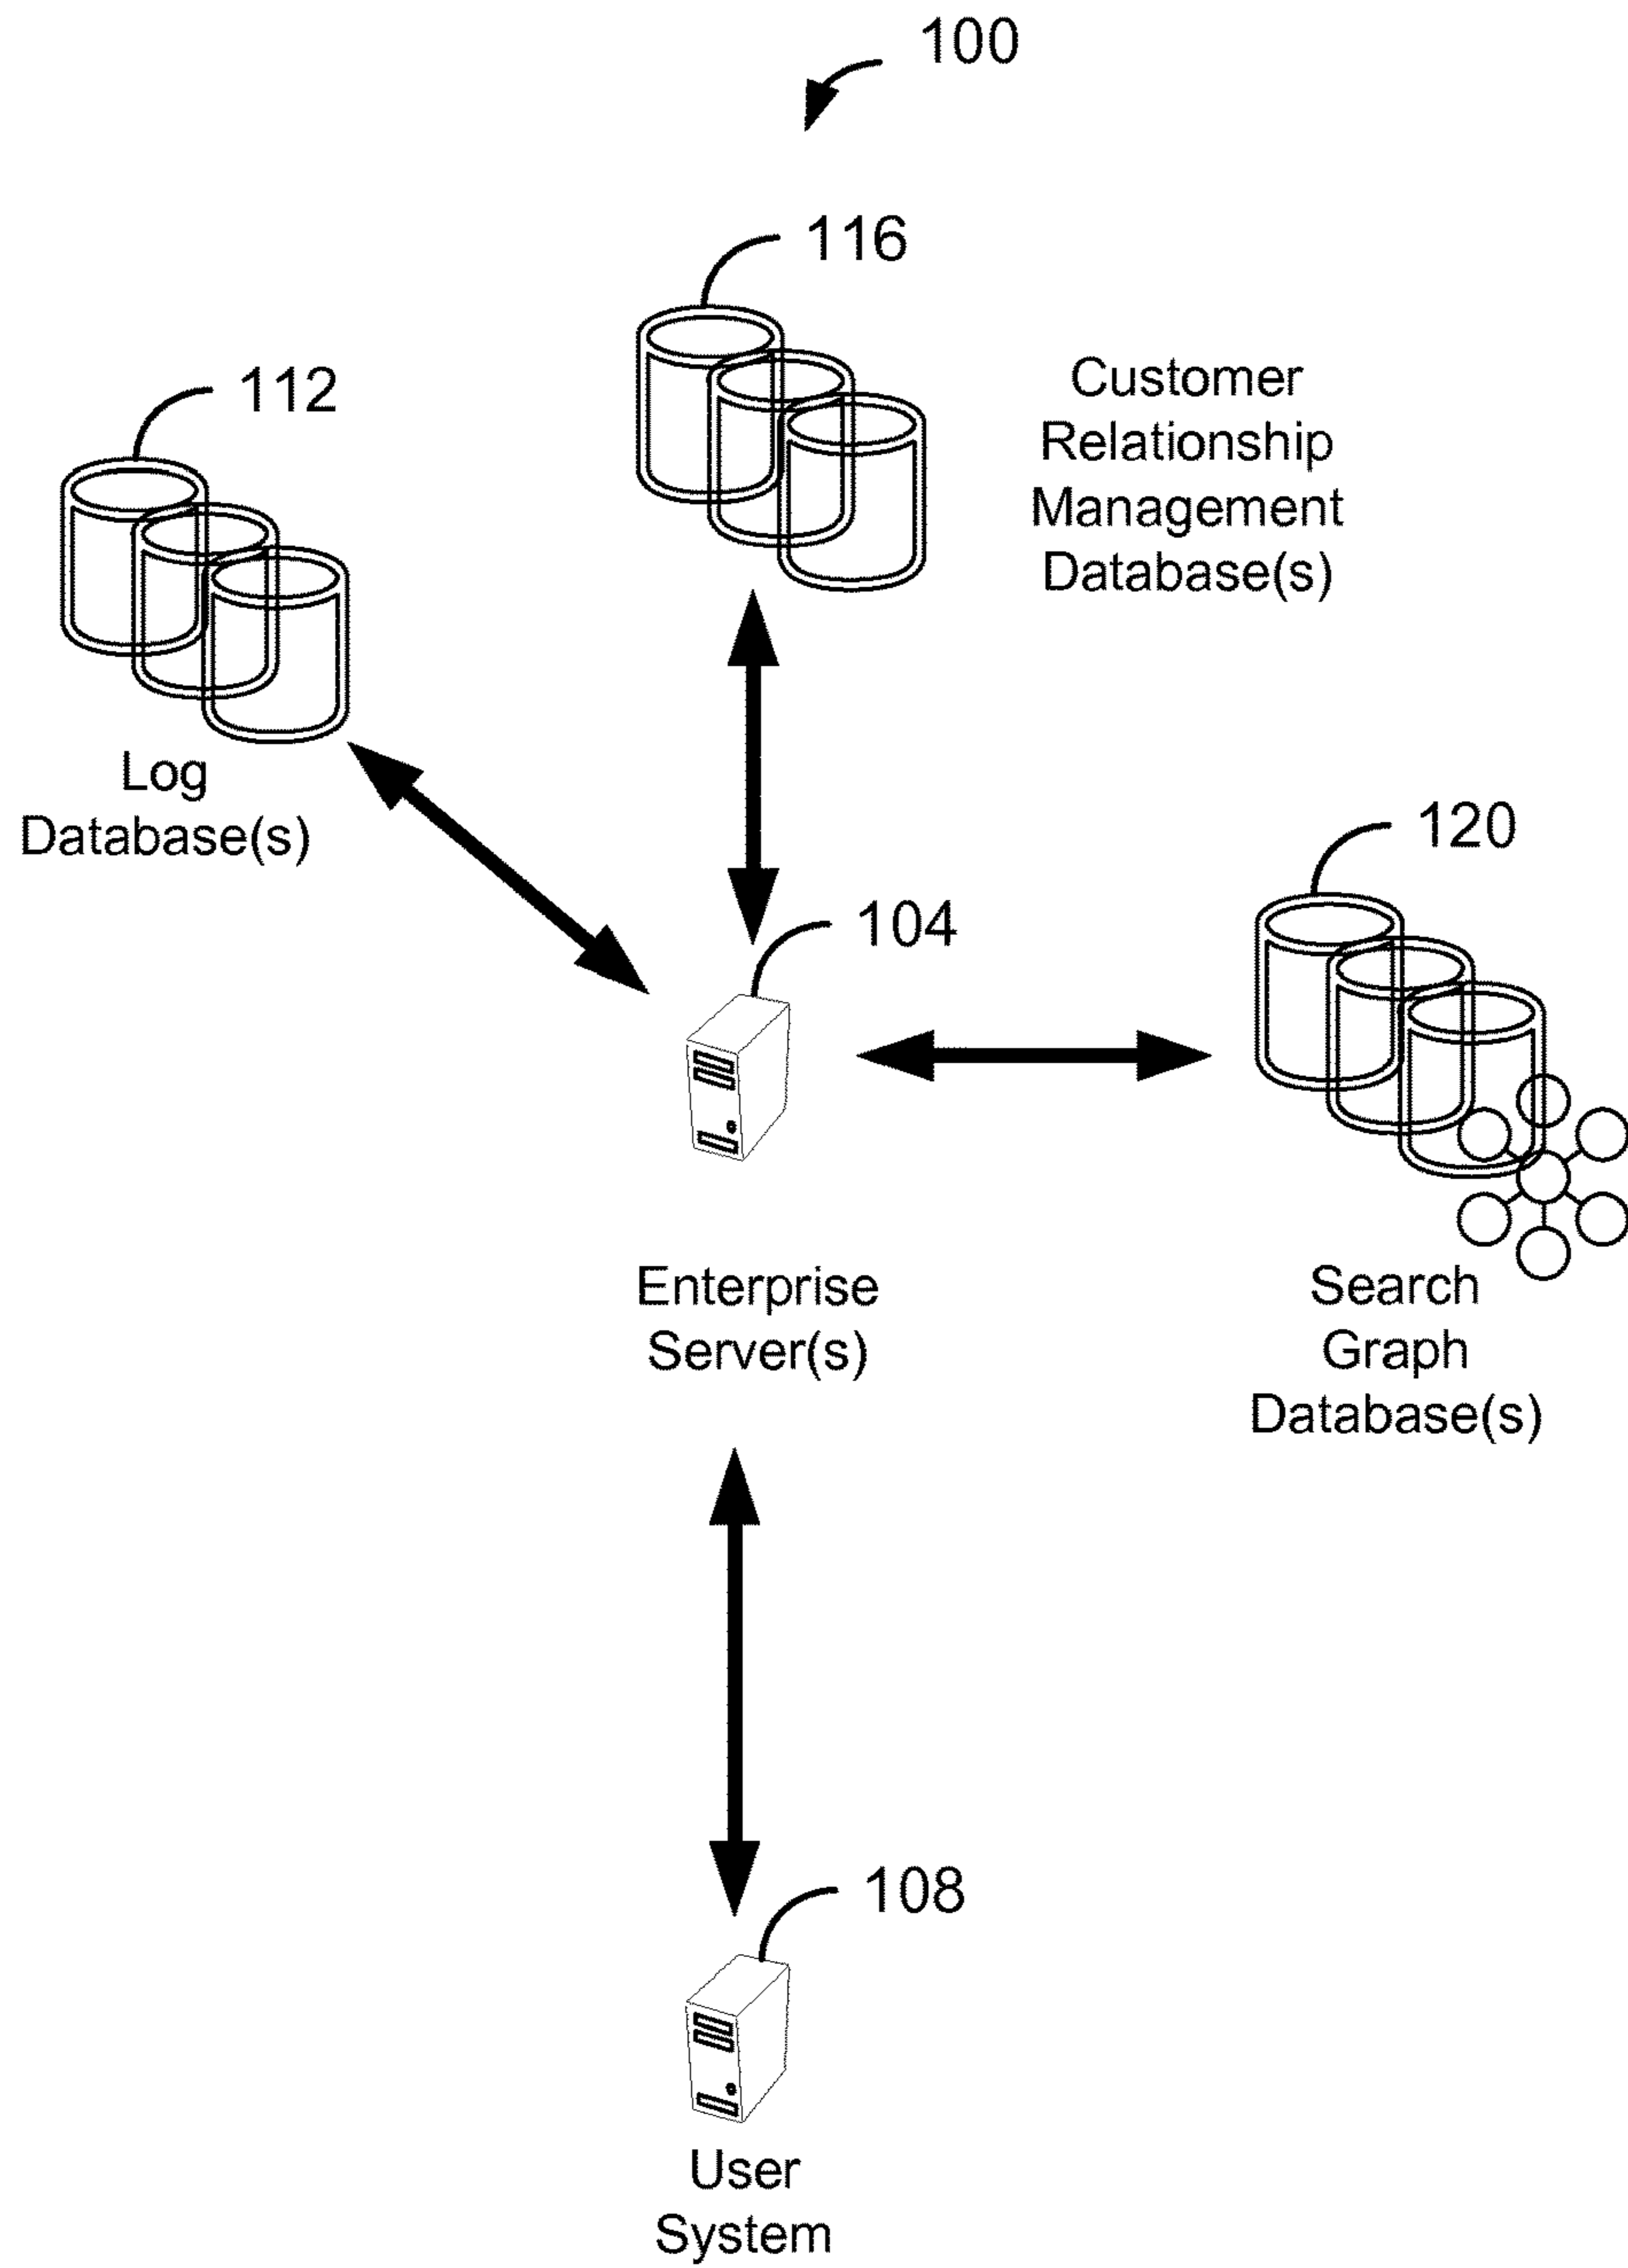 100
116
Customer
Relationship
Management
Database(s)
112
Log
Database(s)
120
104
Enterprise
Server(s)
Search
Graph
Database(s)
108
User
System